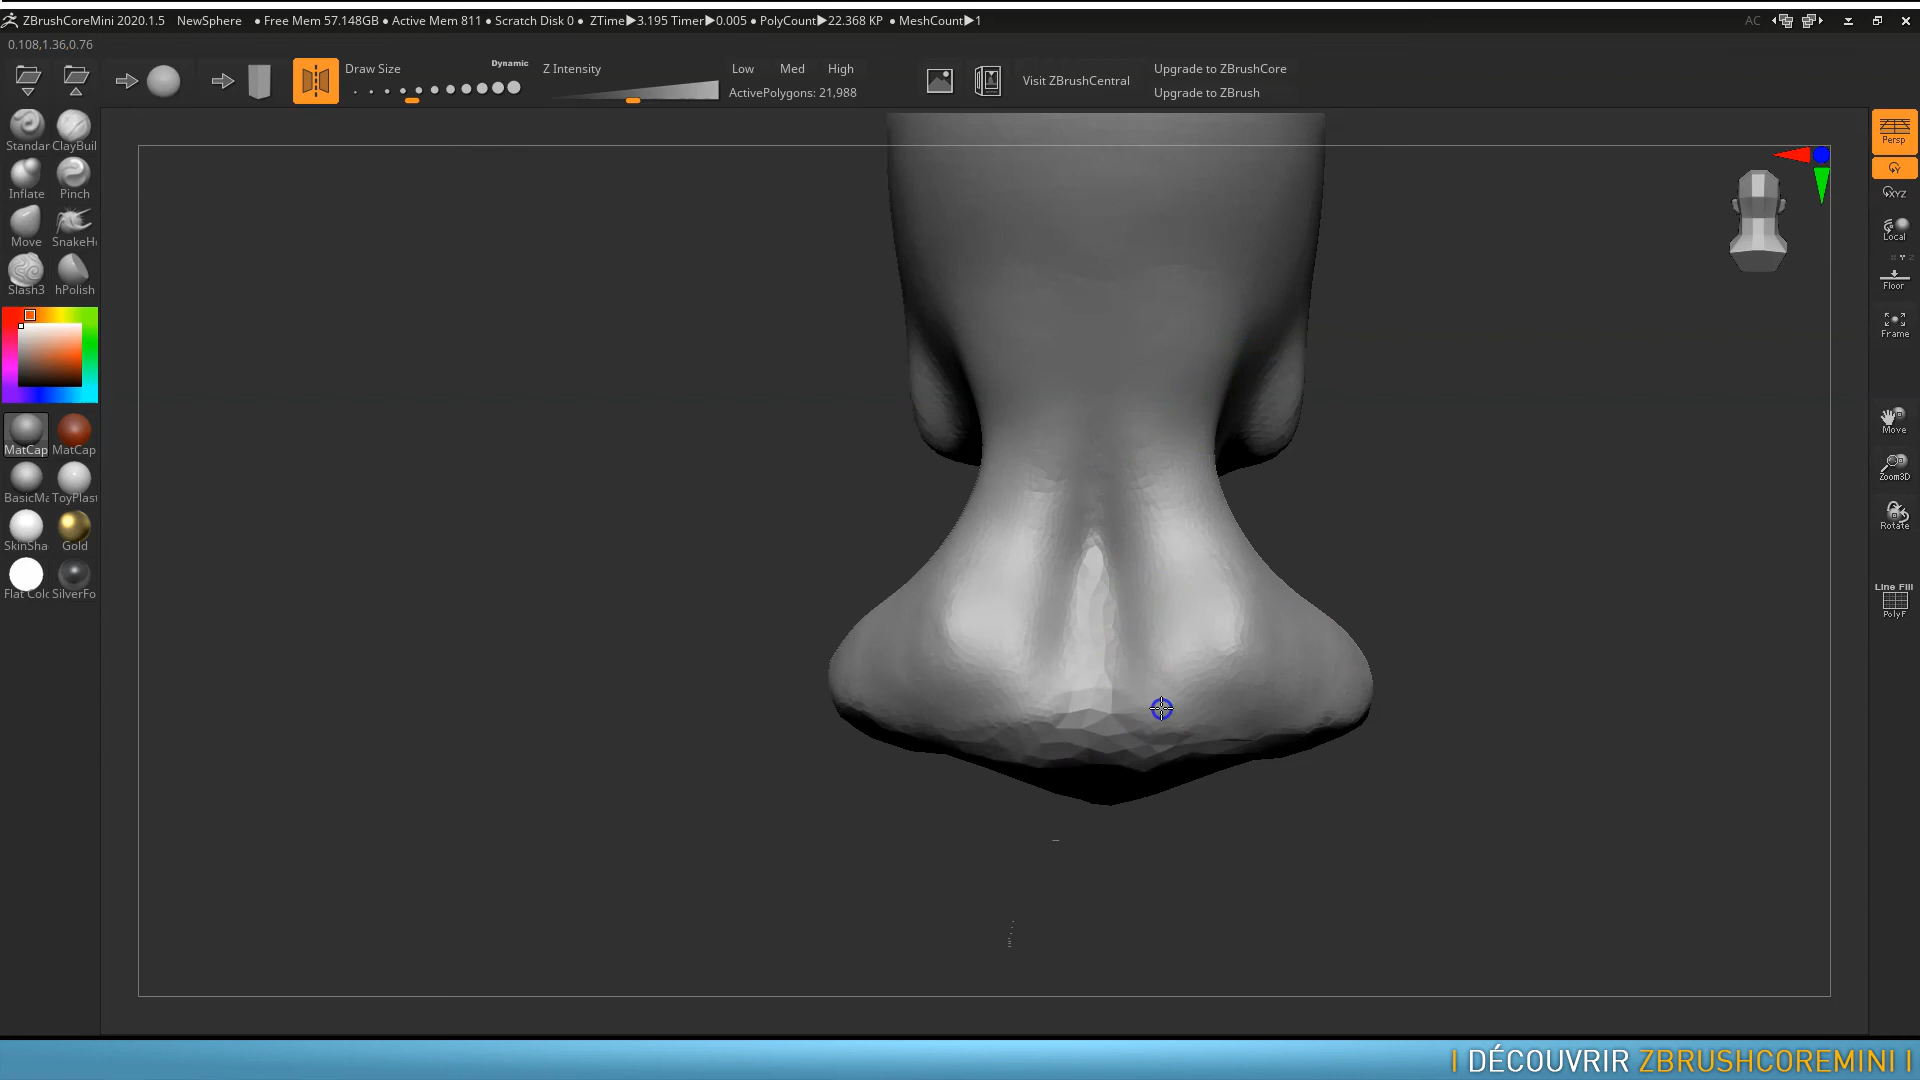 ZBrushCoreMini 2020.1.5 NewSphere ● Free Mem 57.148GB ● Active Mem 811 ● Scratch Disk 0 ● ZTime▶3.195 Timer▶0.005 ● PolyCount▶22.368 KP ● MeshCount▶1 AC
0.108,1.36,0.76
Draw Size Dynamic Z Intensity Low Med High
ActivePolygons: 21,988
Visit ZBrushCentral
Upgrade to ZBrushCore
Upgrade to ZBrush
Standar ClayBuil
Inflate Pinch
Move SnakeH
Slash3 hPolish
MatCap MatCap
BasicMa ToyPlast
SkinSha Gold
Flat Colo SilverFo
Persp
Y
XYZ
Local
Floor
Frame
Move
Zoom3D
Rotate
Line Fill
PolyF
| DÉCOUVRIR ZBRUSHCOREMINI |